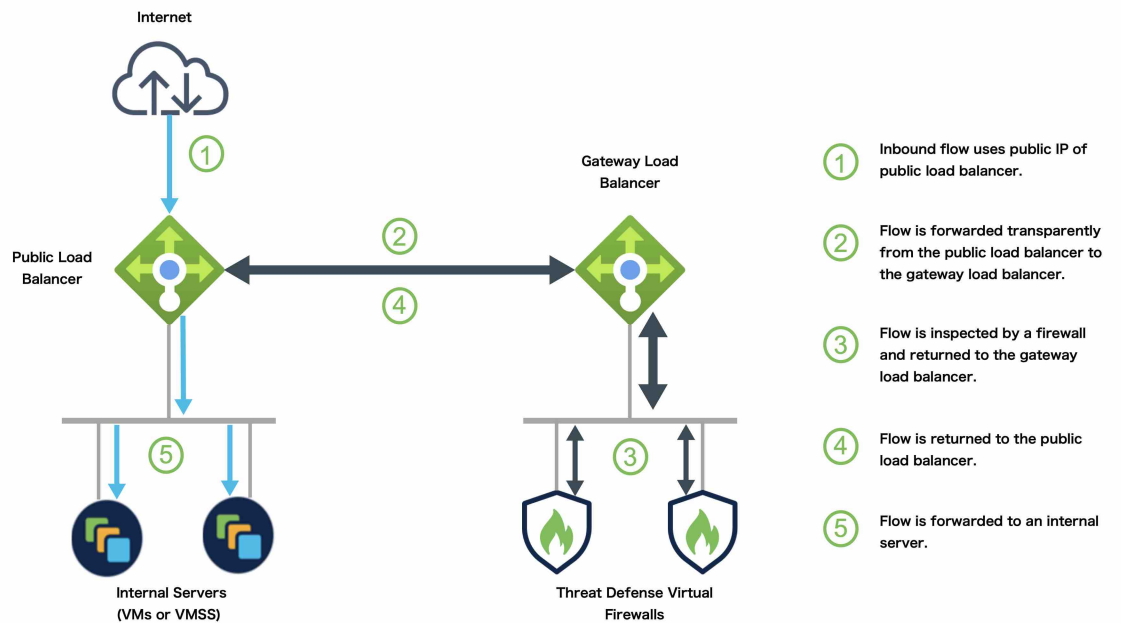 Internet
1
Gateway Load
Balancer
Public Load
Balancer
2
4
5
3
Internal Servers
(VMs or VMSS)
Threat Defense Virtual
Firewalls
1
Inbound flow uses public IP of
public load balancer.
2
Flow is forwarded transparently
from the public load balancer to
the gateway load balancer.
3
Flow is inspected by a firewall
and returned to the gateway
load balancer.
4
Flow is returned to the public
load balancer.
5
Flow is forwarded to an internal
server.